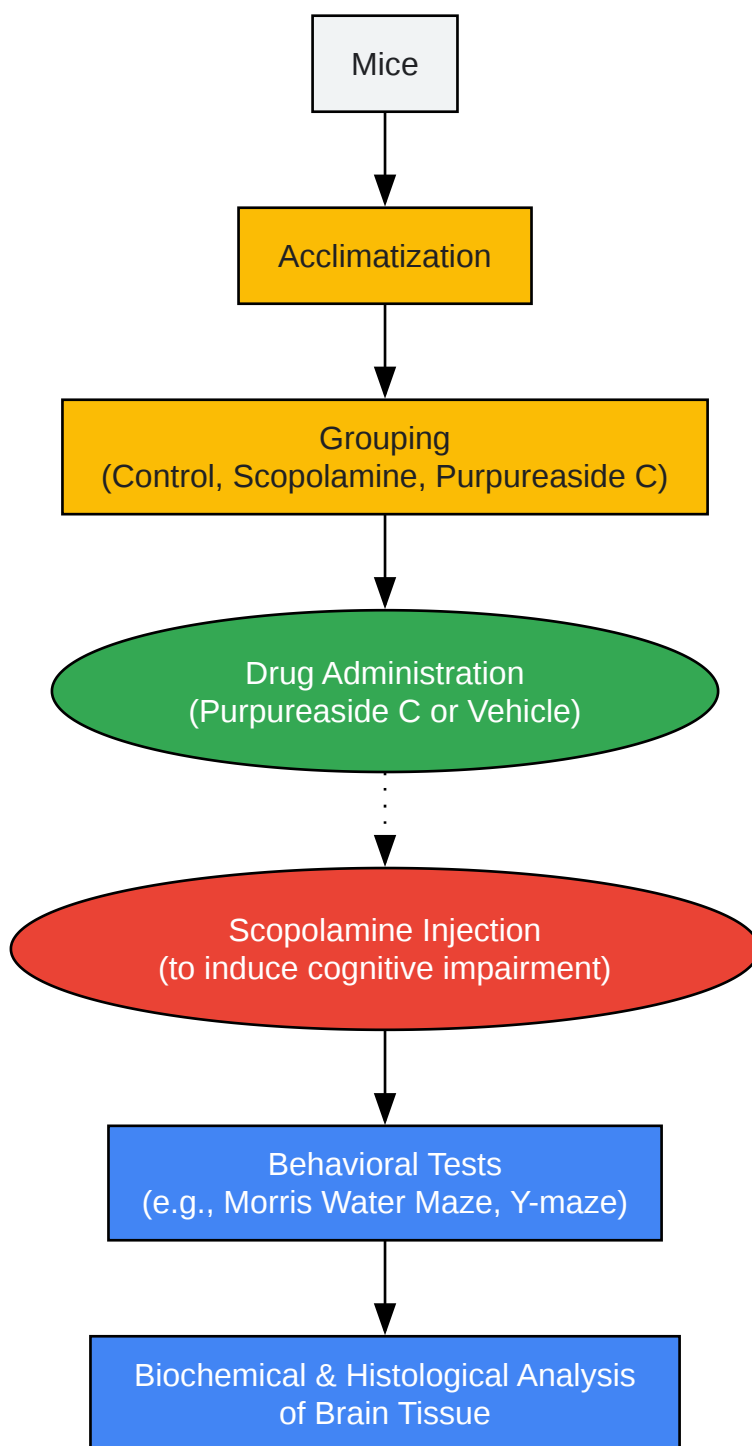 Mice
Acclimatization
Grouping
(Control, Scopolamine, Purpureaside C)
Drug Administration
(Purpureaside C or Vehicle)
Scopolamine Injection
(to induce cognitive impairment)
Behavioral Tests
(e.g., Morris Water Maze, Y-maze)
Biochemical & Histological Analysis
of Brain Tissue